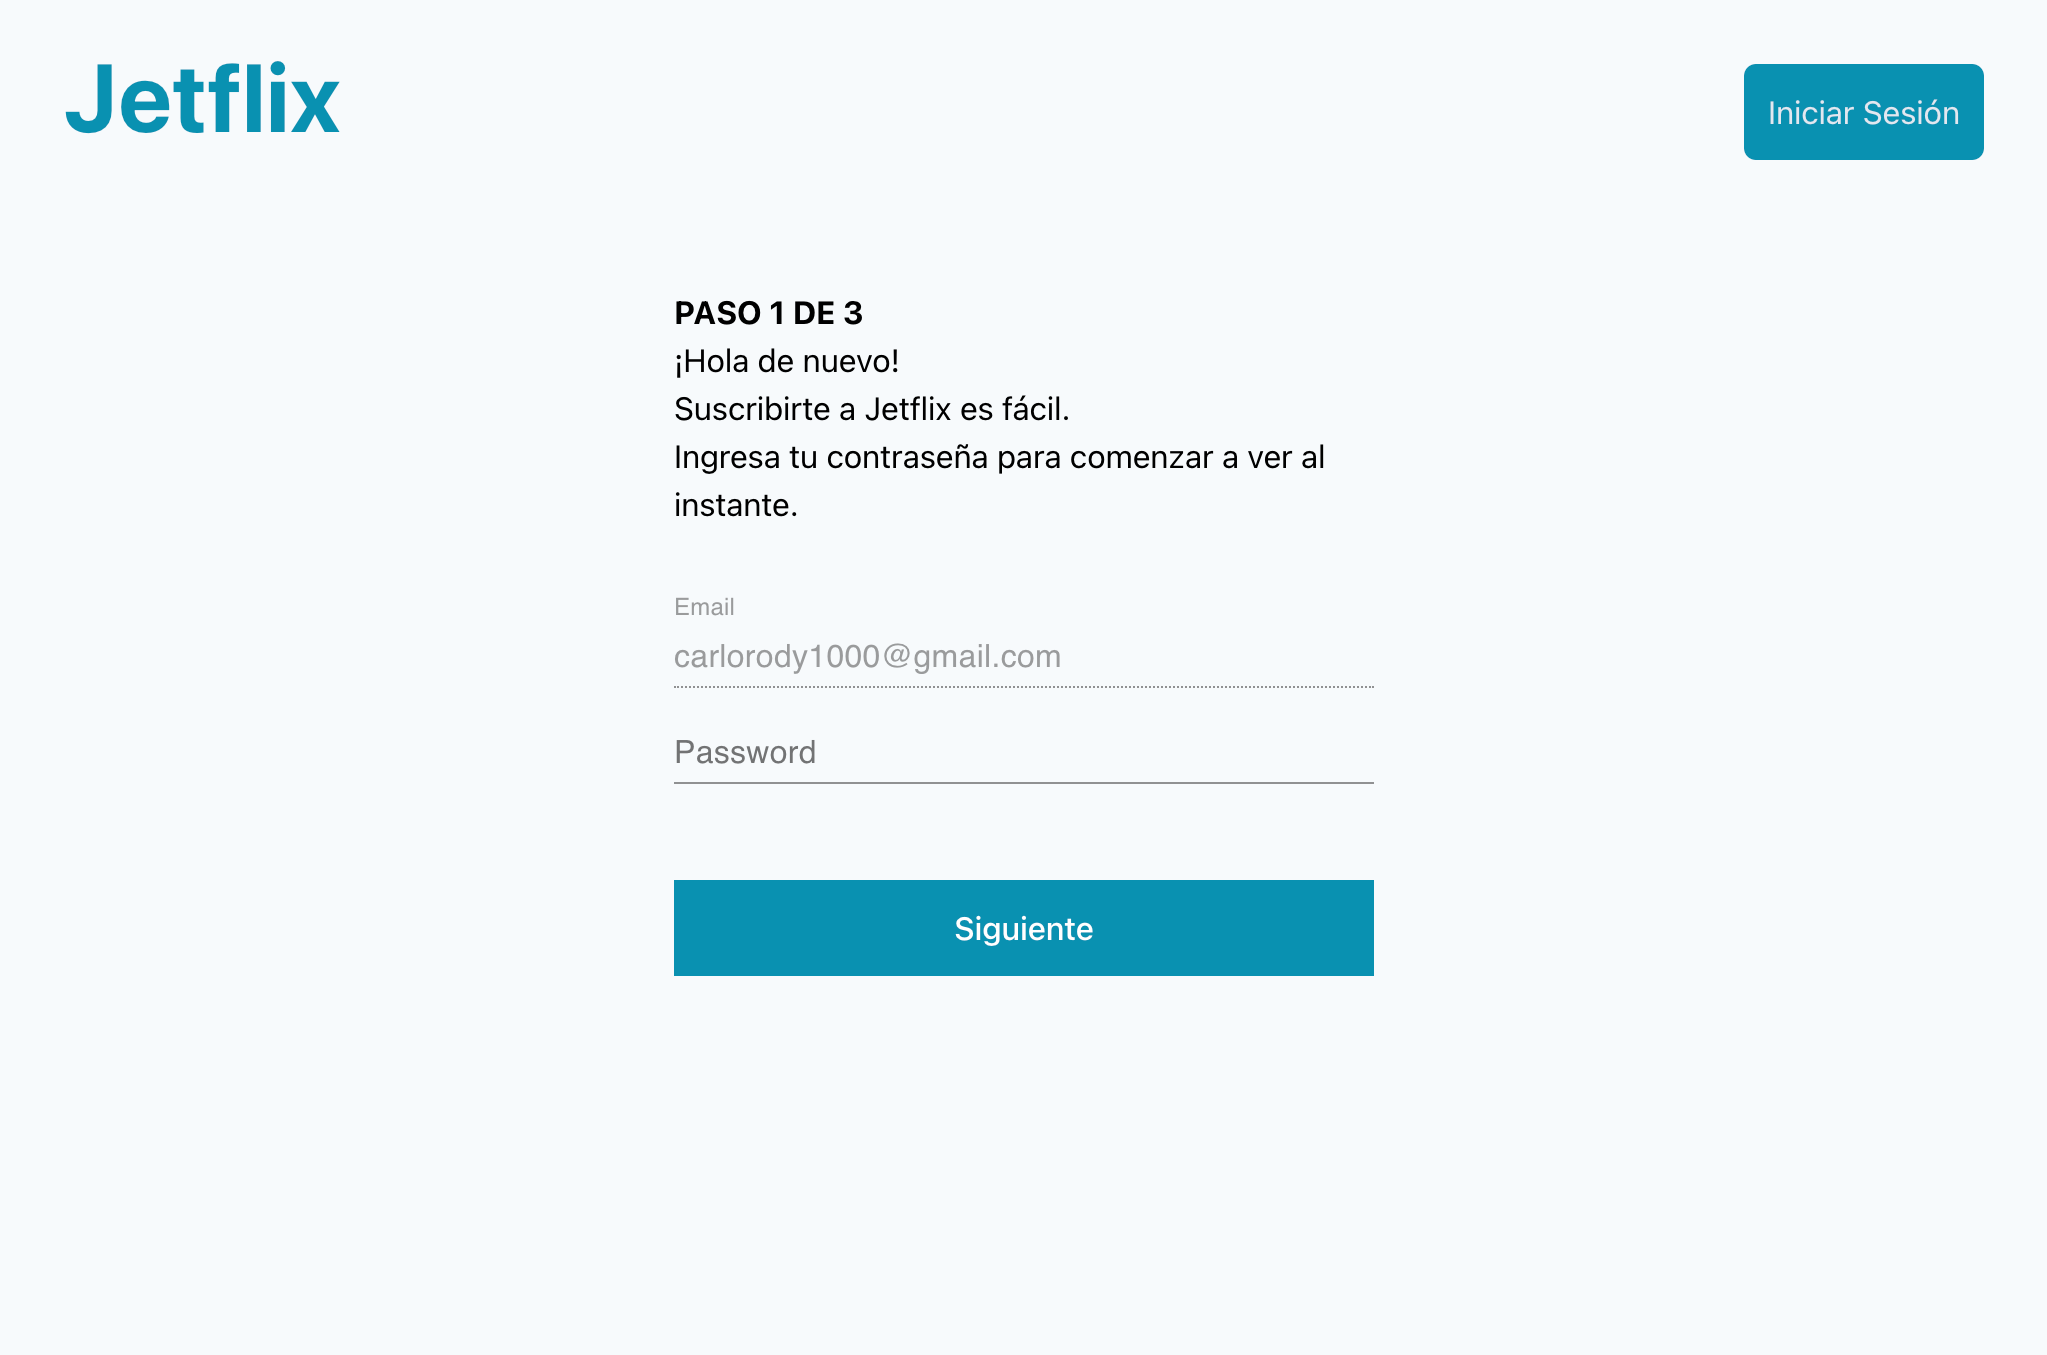 Jetflix
Iniciar Sesión
PASO 1 DE 3
¡Hola de nuevo!
Suscribirte a Jetflix es fácil.
Ingresa tu contraseña para comenzar a ver al
instante.
Email
carlorody1000@gmail.com
Password
Siguiente